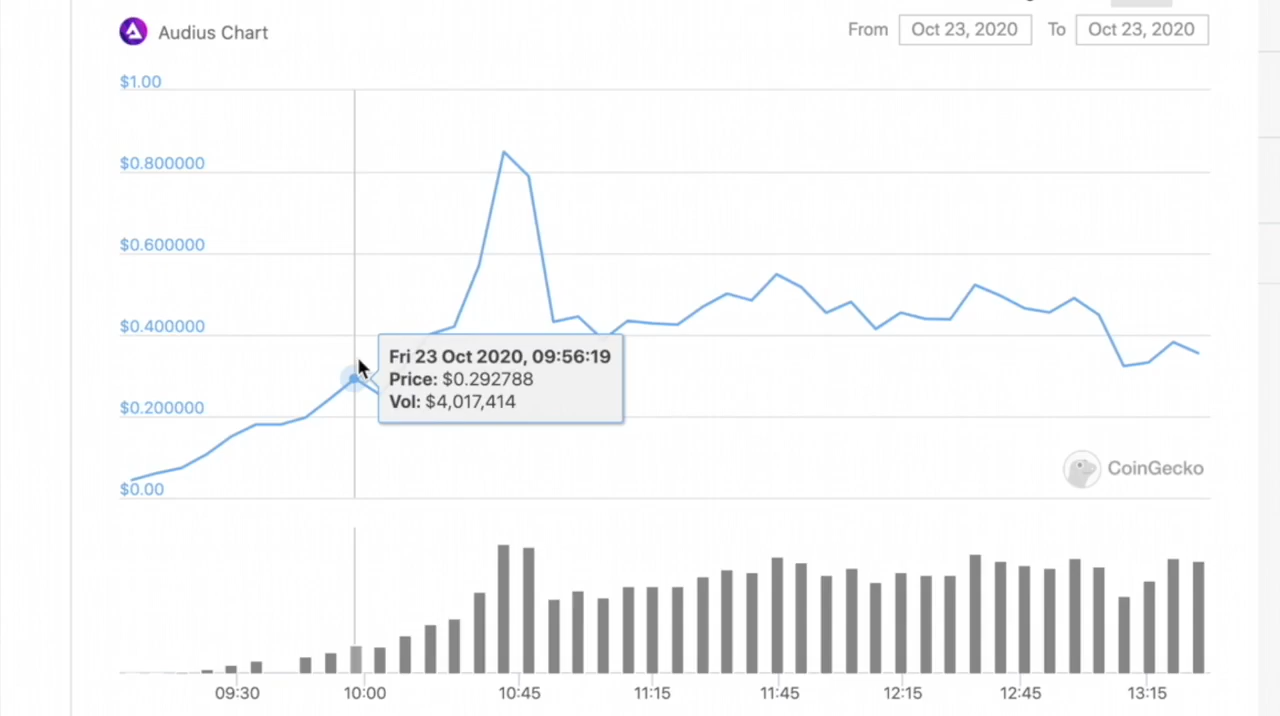 Audius Chart
From Oct 23, 2020 To Oct 23, 2020
$1.00
$0.800000
$0.600000
$0.400000
$0.200000
$0.00
Fri 23 Oct 2020, 09:56:19
Price: $0.292788
Vol: $4,017,414
CoinGecko
09:30 10:00 10:45 11:15 11:45 12:15 12:45 13:15